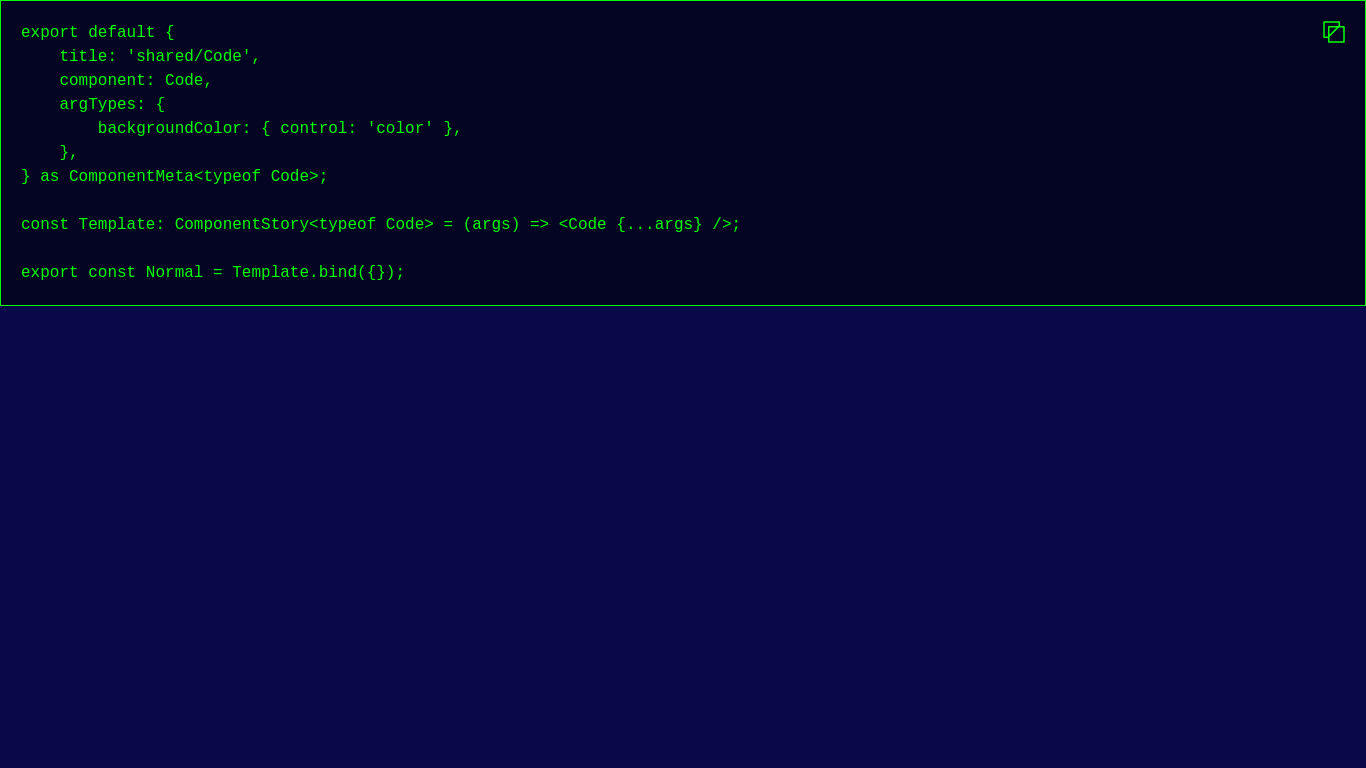 export default {
    title: 'shared/Code',
    component: Code,
    argTypes: {
        backgroundColor: { control: 'color' },
    },
} as ComponentMeta<typeof Code>;

const Template: ComponentStory<typeof Code> = (args) => <Code {...args} />;

export const Normal = Template.bind({});